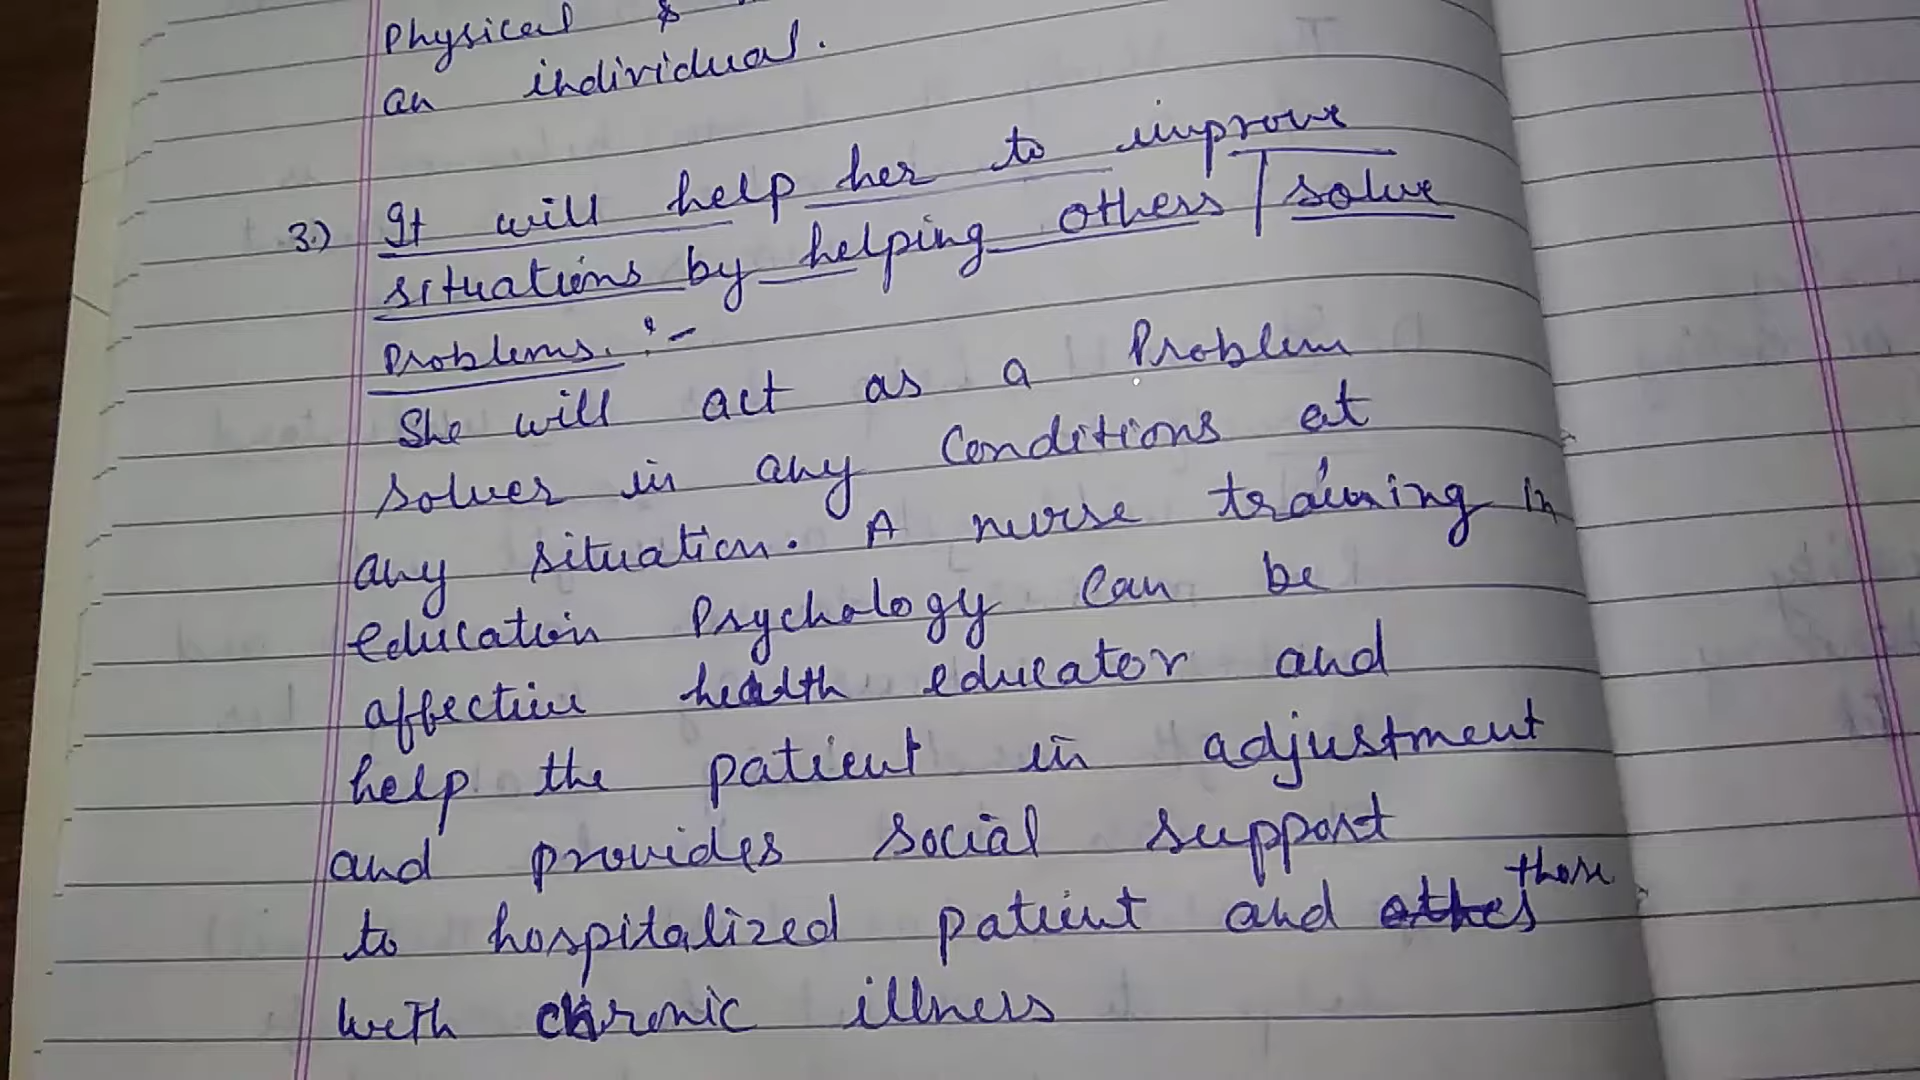 Physical &
an individual.
3.) It will help her to improve
situations by helping others / solve
Problems. :-
She will act as a Problem
solver in any Conditions at
any situation. A nurse training in
education Psychology can be
affective health educator and
help the patient in adjustment
and provides social support
to hospitalized patient and those
with chronic illness